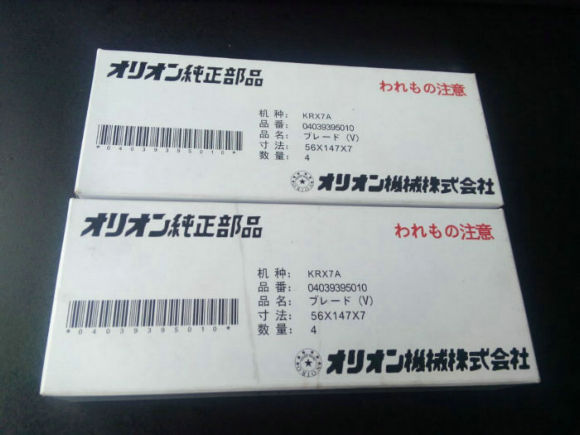 オリオン純正部品
われもの注意
机 种: KRX7A
品 番: 04039395010
品 名: ブレード (V)
寸 法: 56X147X7
数 量: 4
*04039395010*
オリオン機械株式会社
オリオン純正部品
われもの注意
机 种: KRX7A
品 番: 04039395010
品 名: ブレード (V)
寸 法: 56X147X7
数 量: 4
*04039395010*
オリオン機械株式会社